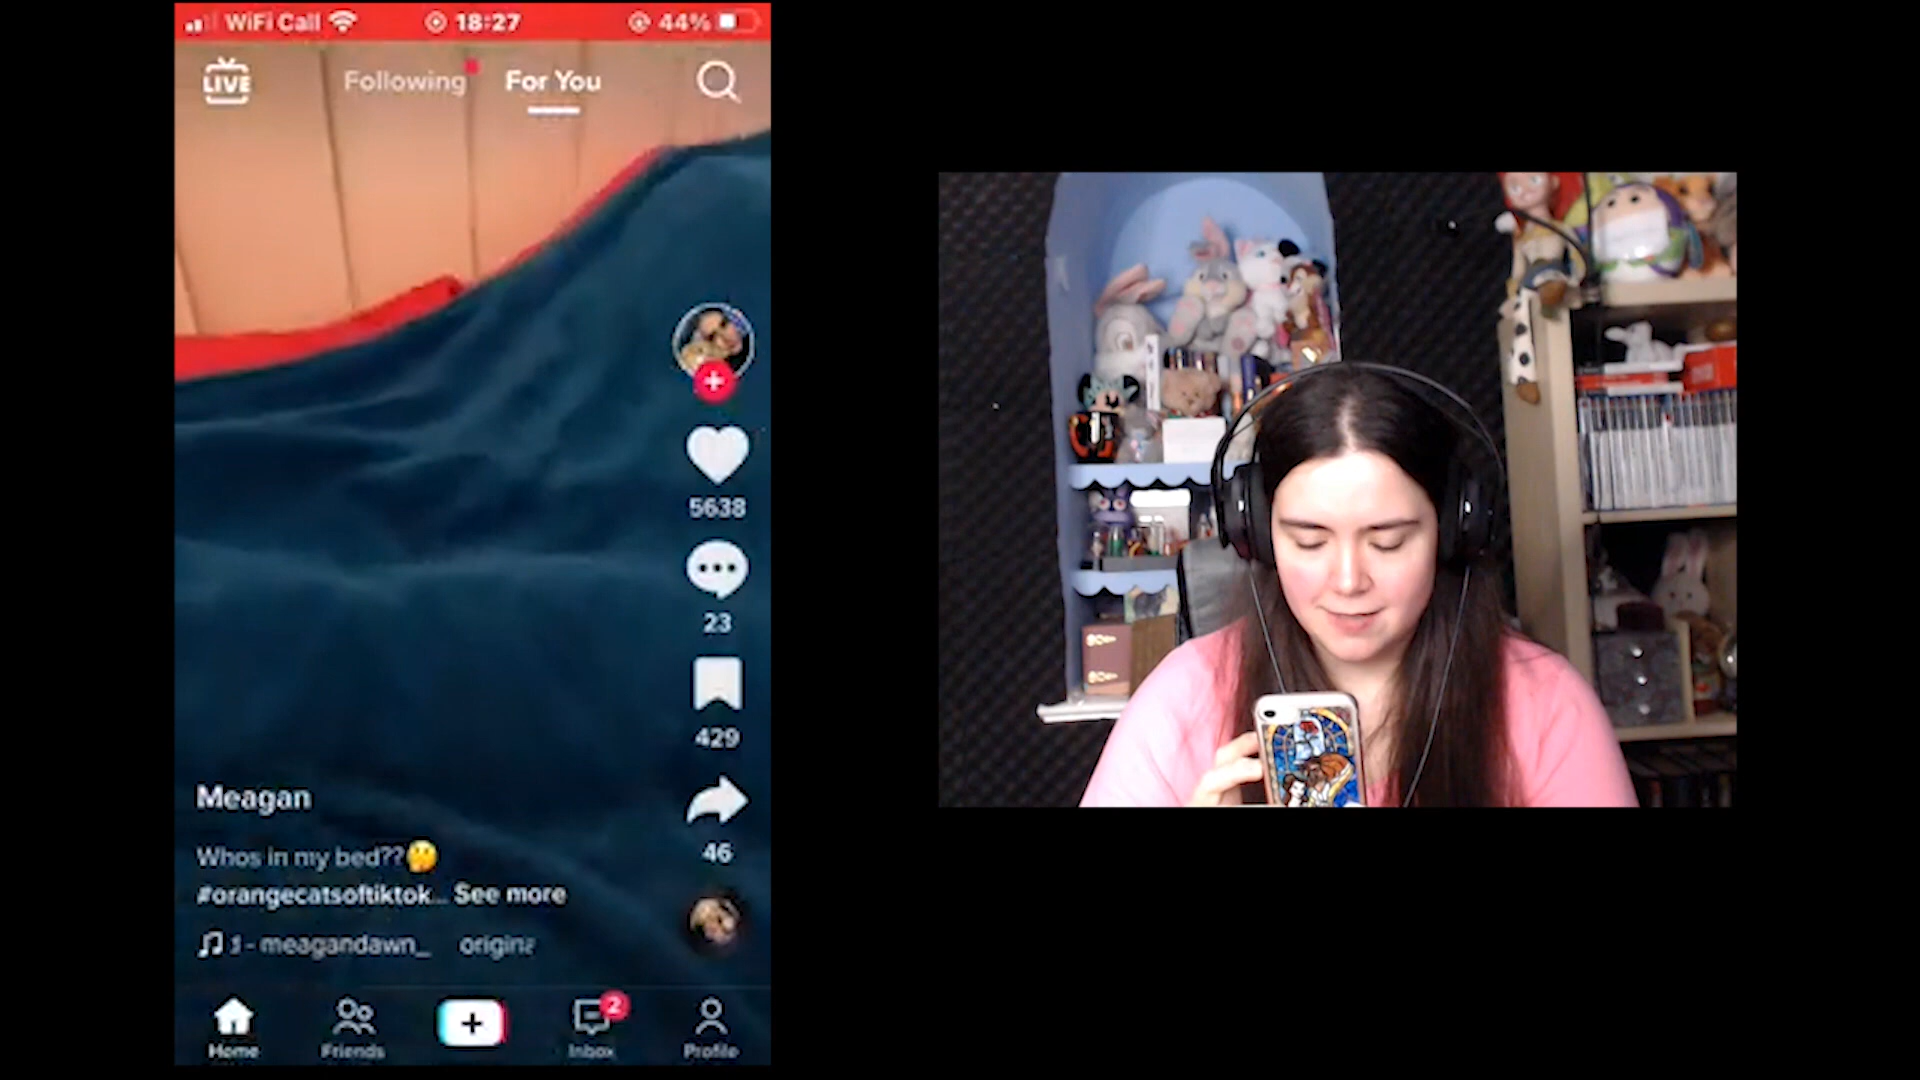 WiFi Call
18:27
44%
LIVE
Following
For You
5638
23
429
46
Meagan
Whos in my bed??🤔
#orangecatsoftiktok... See more
- meagandawn_ origina
2
Home
Friends
Inbox
Profile